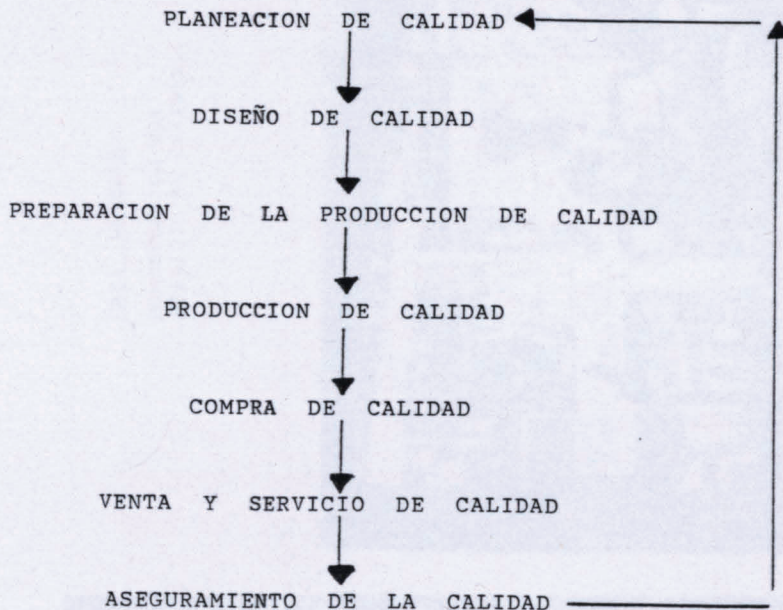 PLANEACION DE CALIDAD
DISEÑO DE CALIDAD
PREPARACION DE LA PRODUCCION DE CALIDAD
PRODUCCION DE CALIDAD
COMPRA DE CALIDAD
VENTA Y SERVICIO DE CALIDAD
ASEGURAMIENTO DE LA CALIDAD